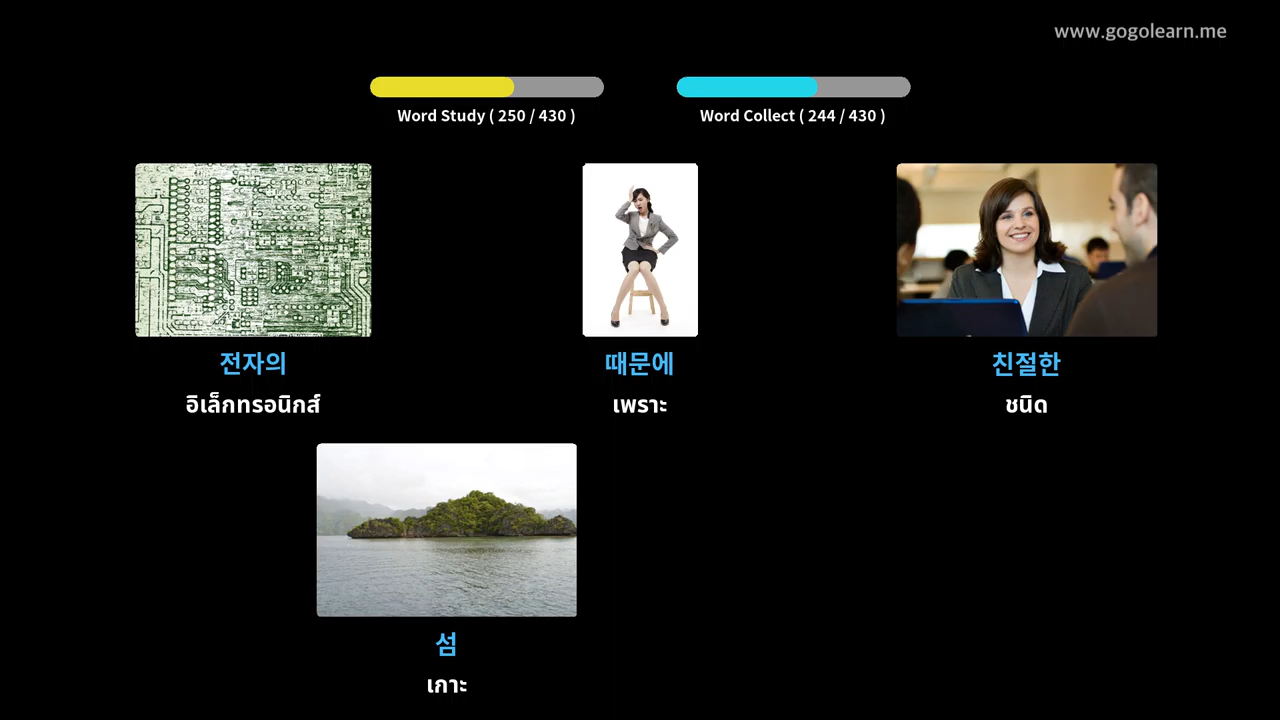 www.gogolearn.me
Word Study ( 250 / 430 )
Word Collect ( 244 / 430 )
전자의
때문에
친절한
อิเล็กทรอนิกส์
เพราะ
ชนิด
섬
เกาะ